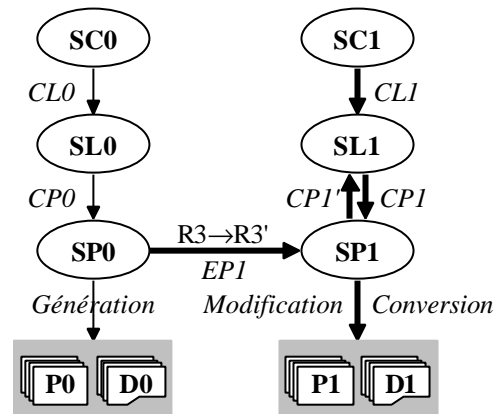 SC0 SC1
CL0 CL1
SL0 SL1
CP0 CP1' CP1
R3→R3'
SP0 SP1
EP1
Génération Modification Conversion
P0 D0 P1 D1